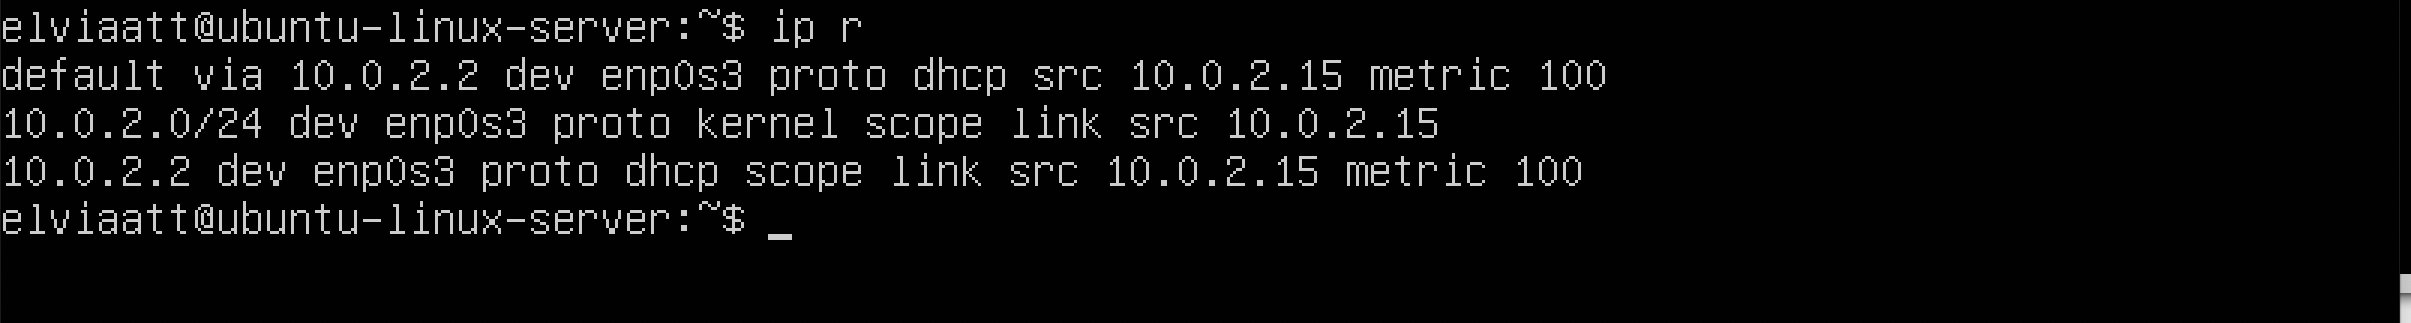 elviaatt@ubuntu-linux-server:~$ ip r
default via 10.0.2.2 dev enp0s3 proto dhcp src 10.0.2.15 metric 100
10.0.2.0/24 dev enp0s3 proto kernel scope link src 10.0.2.15
10.0.2.2 dev enp0s3 proto dhcp scope link src 10.0.2.15 metric 100
elviaatt@ubuntu-linux-server:~$ _